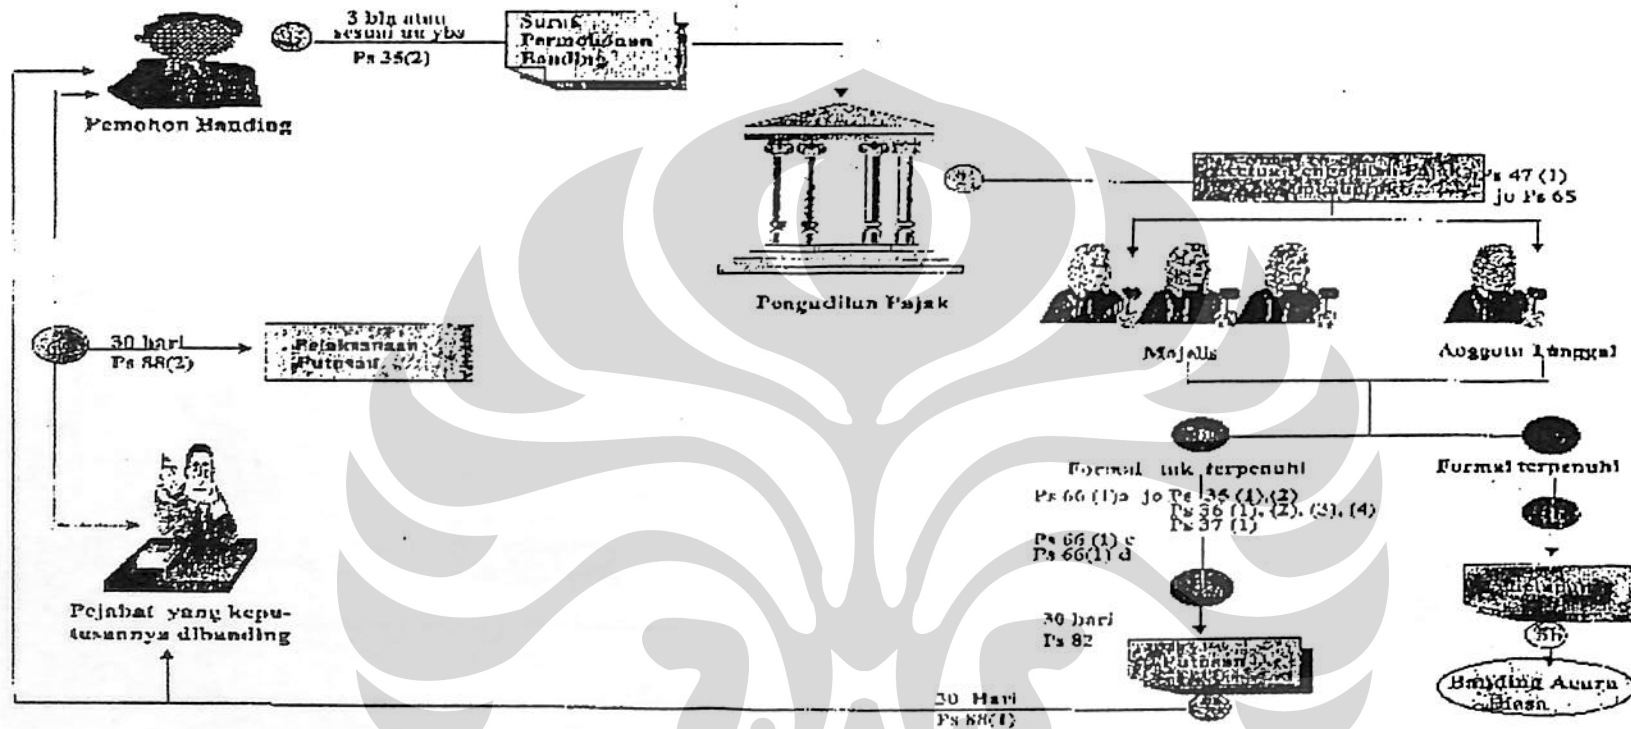 3 bln atau
sesuai uu ybs
Ps 35(2)
Surat
Permohonan
Banding
Pemohon Banding
Pengadilan Pajak
Ps 47 (1)
jo Ps 65
Majelis
Anggota Tunggal
30 hari
Ps 88(2)
Pelaksanaan
Putusan
Formal tak terpenuhi
Ps 66 (1)a jo Ps 35 (1),(2)
Ps 36 (1), (2), (3), (4)
Ps 37 (1)
Ps 66 (1) c
Ps 66(1) d
Formal terpenuhi
Pejabat yang kepu-
tusannya dibanding
30 hari
Ps 82
Putusan
Banding Acara
Biasa
30 Hari
Ps 88(1)